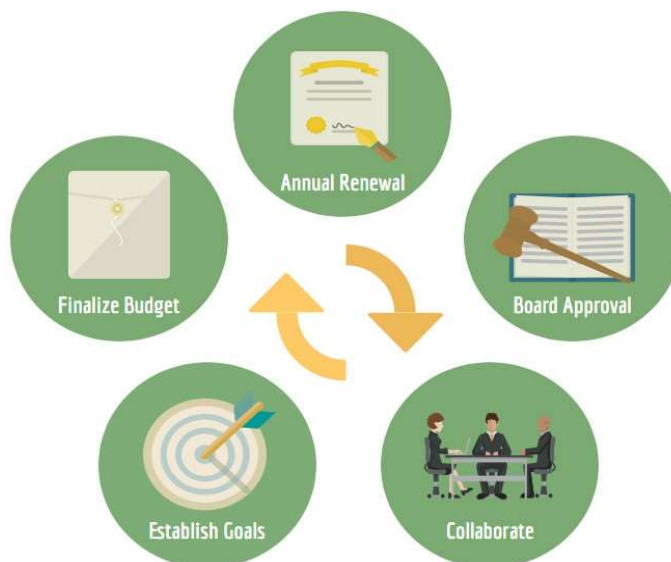 Annual Renewal
Board Approval
Collaborate
Establish Goals
Finalize Budget